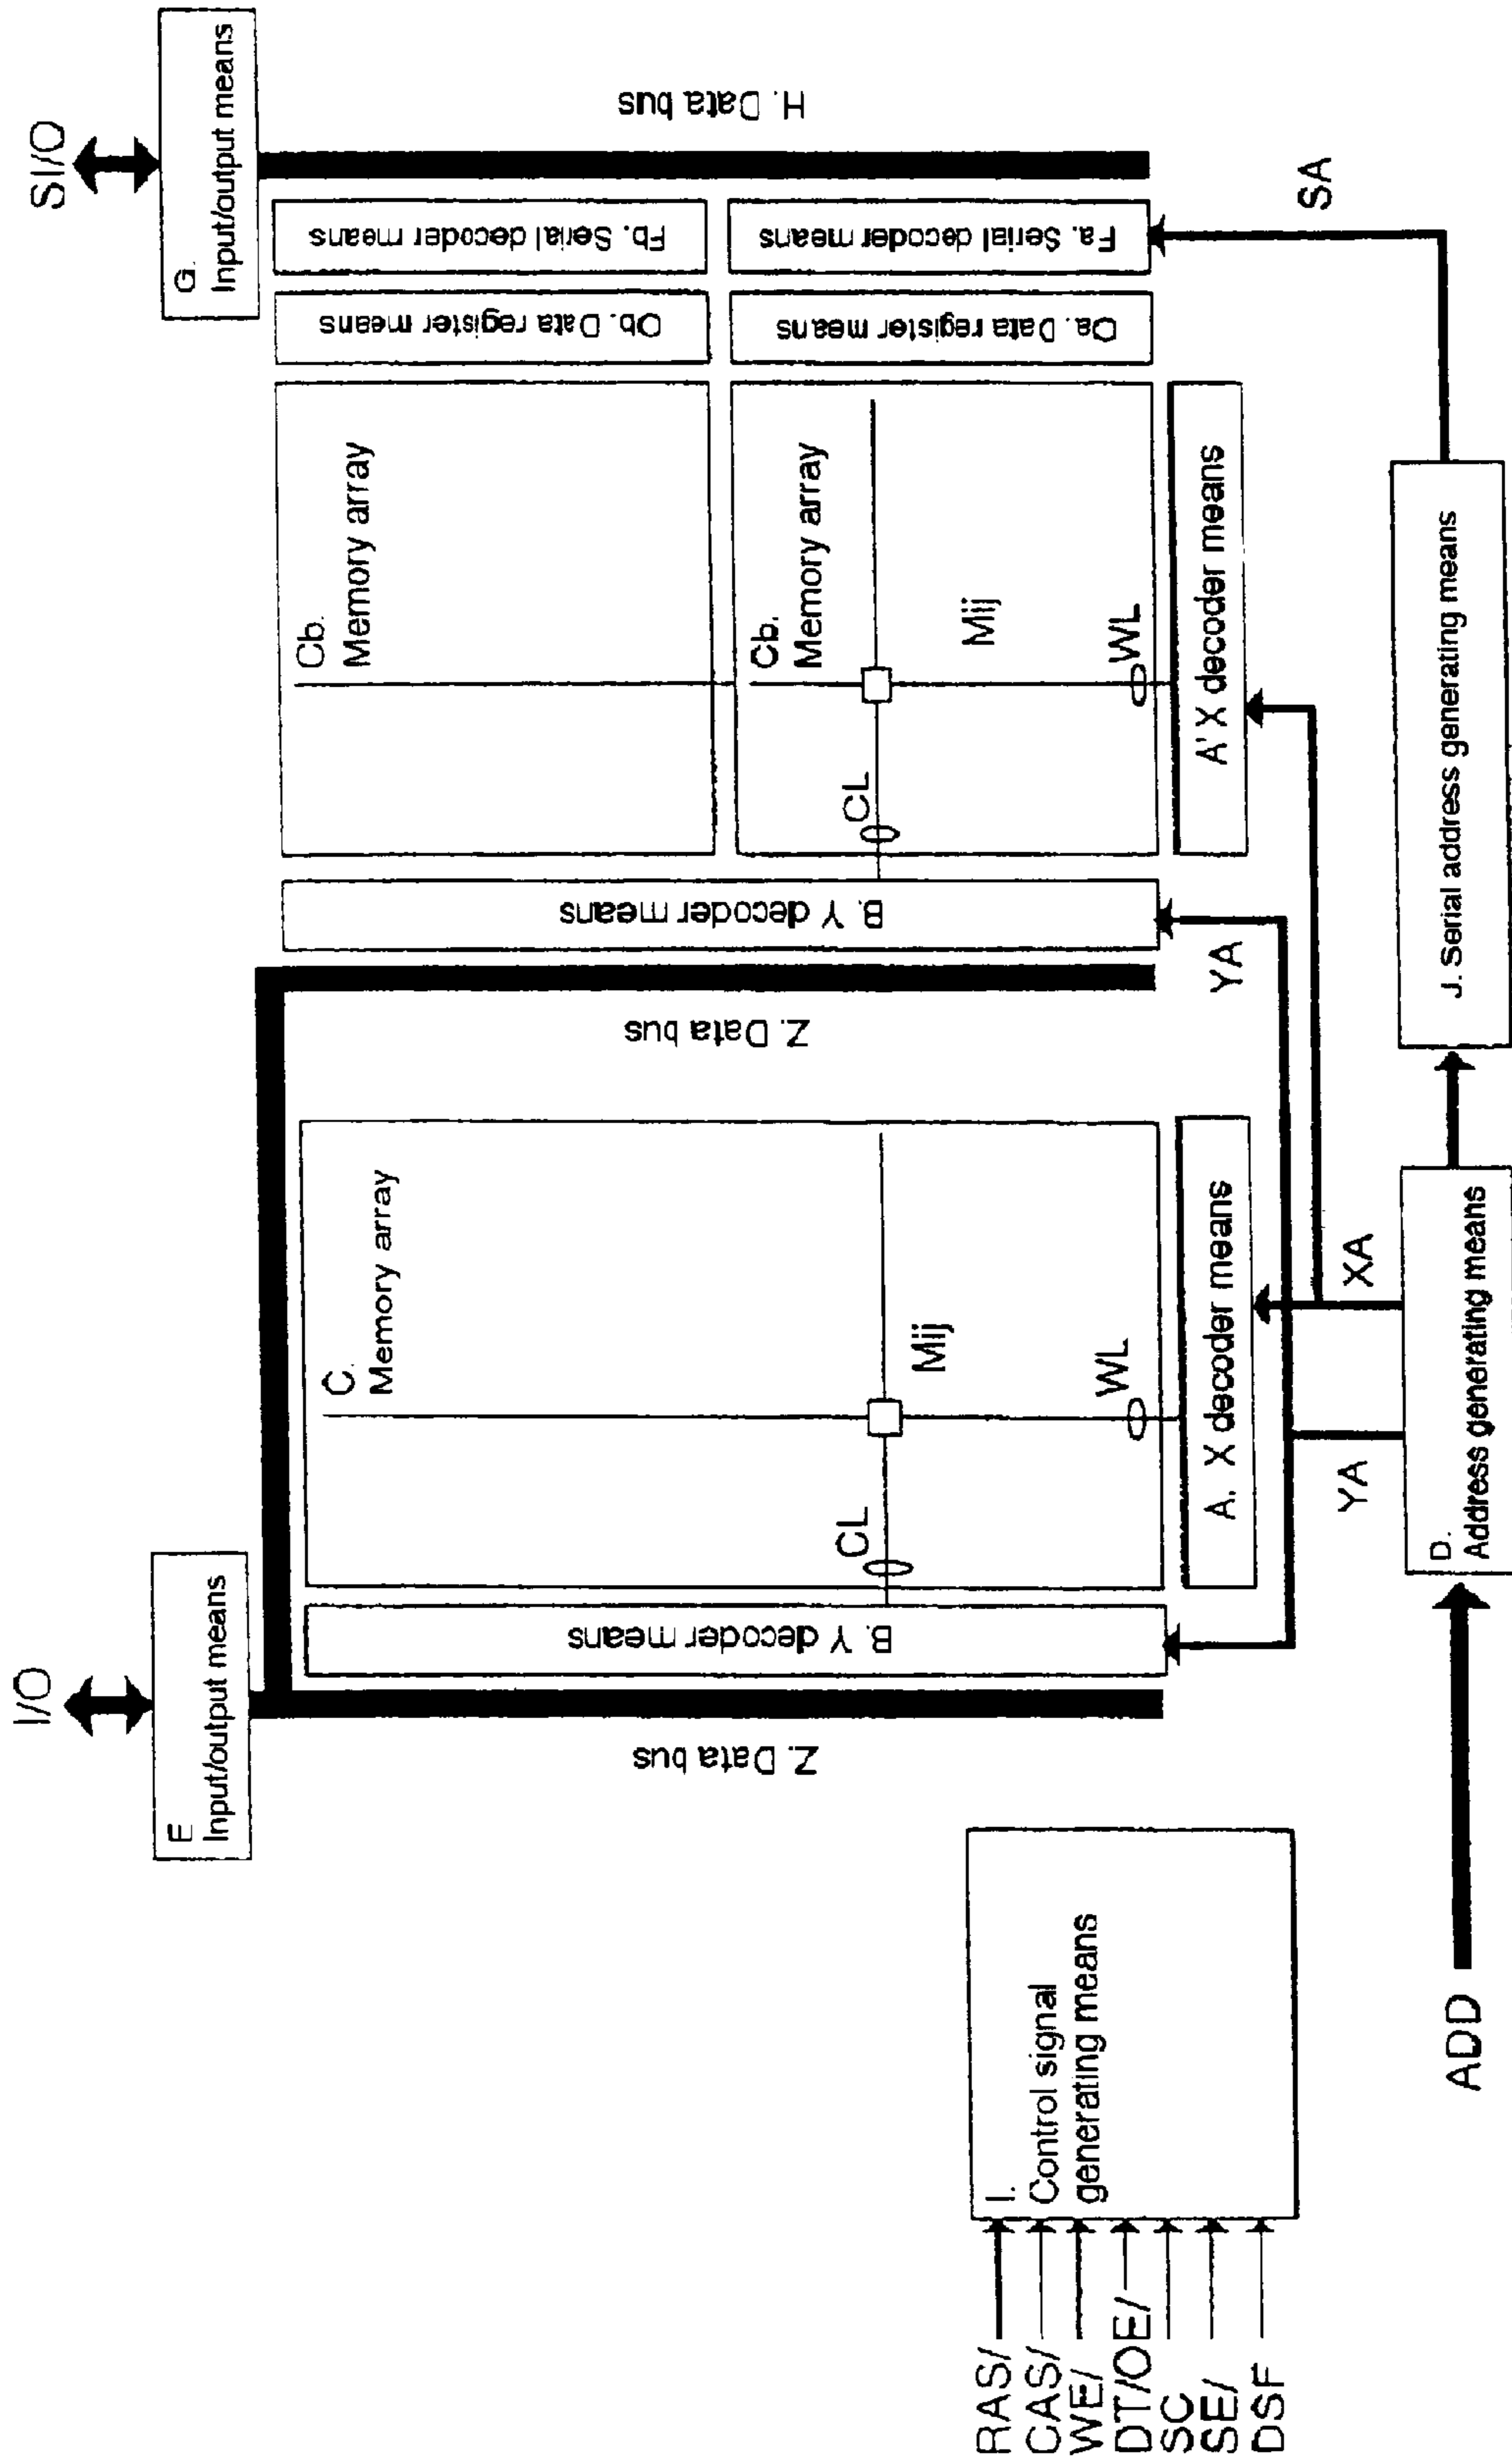 I/O
SI/O
E
Input/output means
G.
Input/output means
Z. Data bus
B. Y decoder means
C.
Memory array
CL
Mij
WL
A. X decoder means
Z. Data bus
B. Y decoder means
YA
Cb.
Memory array
Cb.
Memory array
CL
Mij
WL
A' X decoder means
Qb. Data register means
Qa. Data register means
Fb. Serial decoder means
Fa. Serial decoder means
H. Data bus
SA
I.
Control signal
generating means
RAS/
CAS/
WE/
DT/OE/
SC
SE/
DSF
ADD
YA
XA
D.
Address generating means
J. Serial address generating means